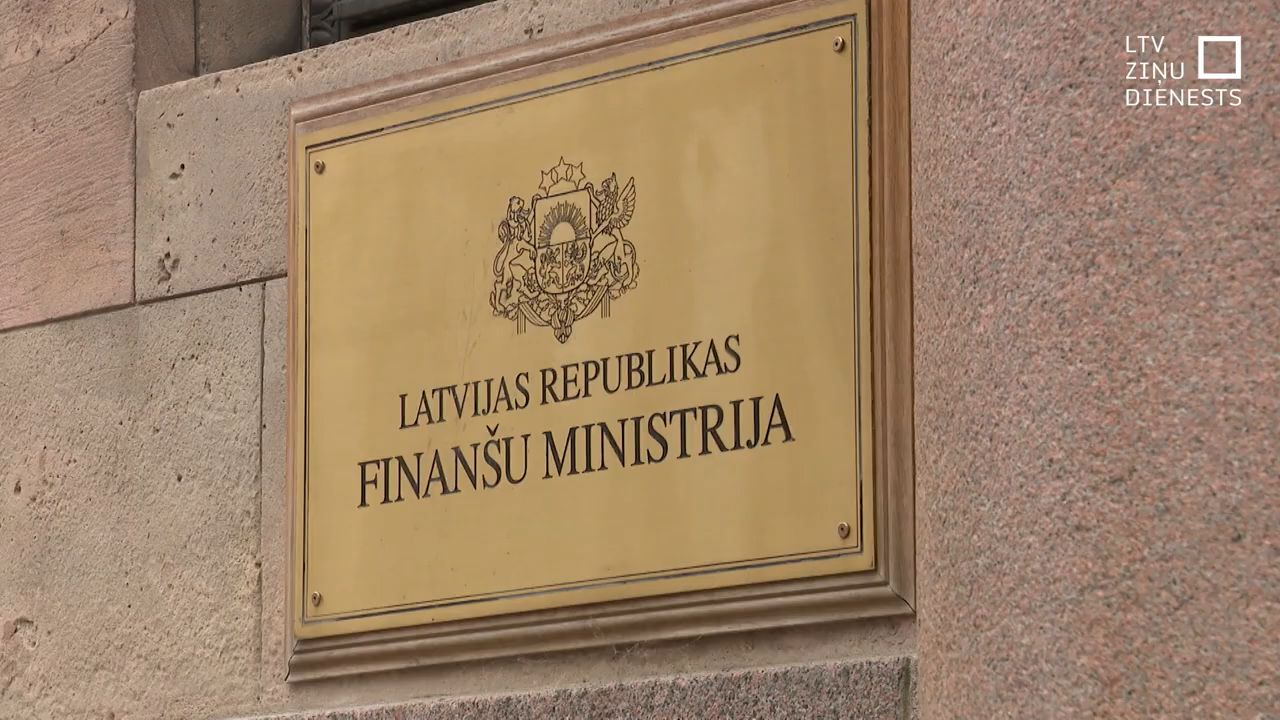 LTV
ZIŅU
DIENESTS
LATVIJAS REPUBLIKAS
FINANŠU MINISTRIJA